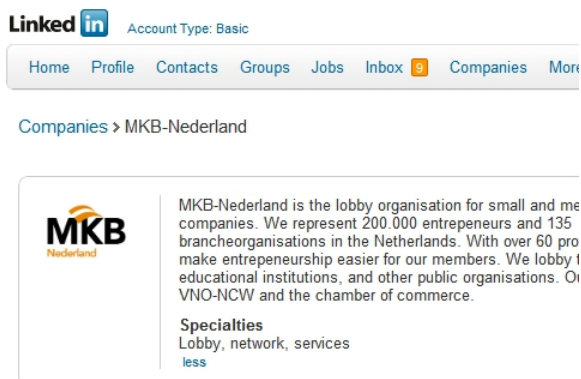 Linked in Account Type: Basic
Home Profile Contacts Groups Jobs Inbox 9 Companies More
Companies > MKB-Nederland
MKB
Nederland
MKB-Nederland is the lobby organisation for small and me
companies. We represent 200.000 entrepeneurs and 135
brancheorganisations in the Netherlands. With over 60 pro
make entrepeneurship easier for our members. We lobby t
educational institutions, and other public organisations. Ou
VNO-NCW and the chamber of commerce.
Specialties
Lobby, network, services
less